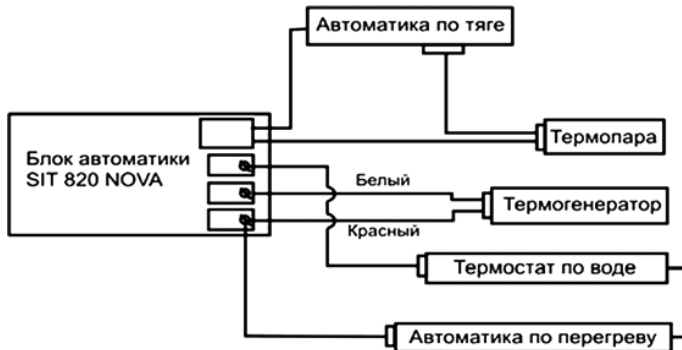 Автоматика по тяге
Термопара
Блок автоматики
SIT 820 NOVA
Белый
Термогенератор
Красный
Термостат по воде
Автоматика по перегреву